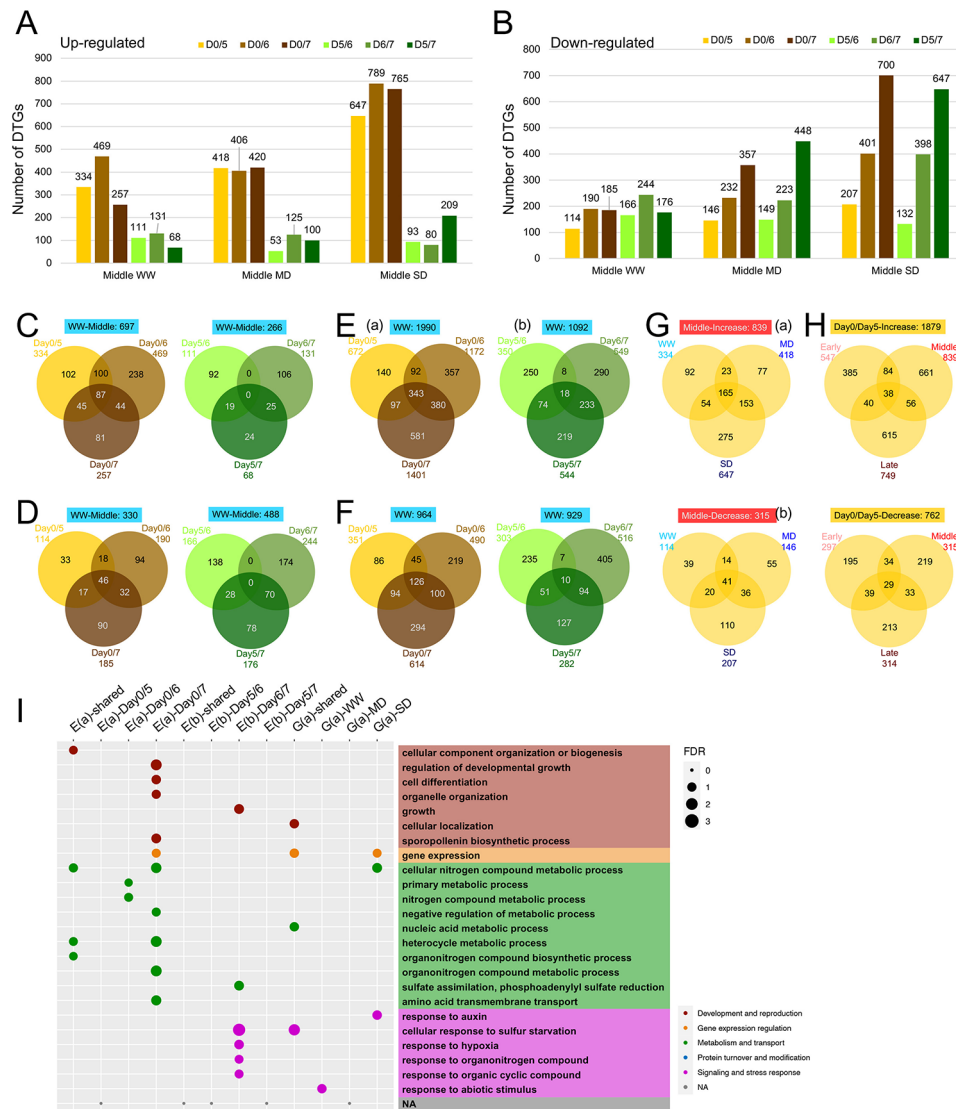 A
Up-regulated
D0/5 D0/6 D0/7 D5/6 D6/7 D5/7
Number of DTGs
900
800
700
600
500
400
300
200
100
0
334 469 257 111 131 68
418 406 420 53 125 100
647 789 765 93 80 209
Middle WW Middle MD Middle SD
B
Down-regulated
D0/5 D0/6 D0/7 D5/6 D6/7 D5/7
Number of DTGs
800
700
600
500
400
300
200
100
0
114 190 185 166 244 176
146 232 357 149 223 448
207 401 700 132 398 647
Middle WW Middle MD Middle SD
C
WW-Middle: 697
Day0/5
334
Day0/6
469
102 100 238
87
45 44
81
Day0/7
257
WW-Middle: 266
Day5/6
111
Day6/7
131
92 0 106
0
19 25
24
Day5/7
68
E
(a)
WW: 1990
Day0/5
672
Day0/6
1172
140 92 357
343
97 380
581
Day0/7
1401
(b)
WW: 1092
Day5/6
350
Day6/7
549
250 8 290
18
74 233
219
Day5/7
544
G
Middle-Increase: 839
(a)
WW
334
MD
418
92 23 77
165
54 153
275
SD
647
H
Day0/Day5-Increase: 1879
Early
547
Middle
839
385 84 661
38
40 56
615
Late
749
D
WW-Middle: 330
Day0/5
114
Day0/6
190
33 18 94
46
17 32
90
Day0/7
185
WW-Middle: 488
Day5/6
166
Day6/7
244
138 0 174
0
28 70
78
Day5/7
176
F
WW: 964
Day0/5
351
Day0/6
490
86 45 219
126
94 100
294
Day0/7
614
WW: 929
Day5/6
303
Day6/7
516
235 7 405
10
51 94
127
Day5/7
282
Middle-Decrease: 315
(b)
WW
114
MD
146
39 14 55
41
20 36
110
SD
207
Day0/Day5-Decrease: 762
Early
297
Middle
315
195 34 219
29
39 33
213
Late
314
I
E(a)-shared
E(a)-Day0/5
E(a)-Day0/6
E(a)-Day0/7
E(b)-shared
E(b)-Day5/6
E(b)-Day6/7
E(b)-Day5/7
G(a)-shared
G(a)-WW
G(a)-MD
G(a)-SD
cellular component organization or biogenesis
regulation of developmental growth
cell differentiation
organelle organization
growth
cellular localization
sporopollenin biosynthetic process
gene expression
cellular nitrogen compound metabolic process
primary metabolic process
nitrogen compound metabolic process
negative regulation of metabolic process
nucleic acid metabolic process
heterocycle metabolic process
organonitrogen compound biosynthetic process
organonitrogen compound metabolic process
sulfate assimilation, phosphoadenylyl sulfate reduction
amino acid transmembrane transport
response to auxin
cellular response to sulfur starvation
response to hypoxia
response to organonitrogen compound
response to organic cyclic compound
response to abiotic stimulus
NA
FDR
0
1
2
3
Development and reproduction
Gene expression regulation
Metabolism and transport
Protein turnover and modification
Signaling and stress response
NA